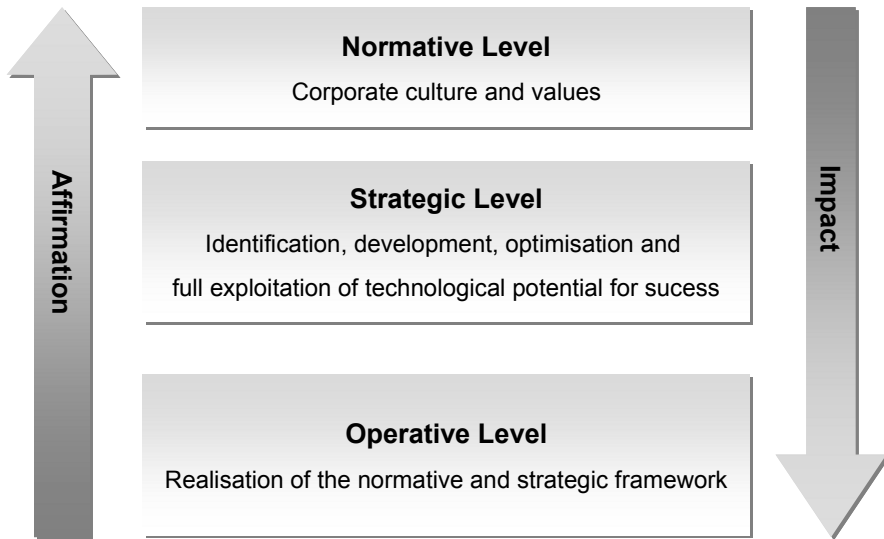 Normative Level
Corporate culture and values
Affirmation
Strategic Level
Identification, development, optimisation and
full exploitation of technological potential for sucess
Impact
Operative Level
Realisation of the normative and strategic framework